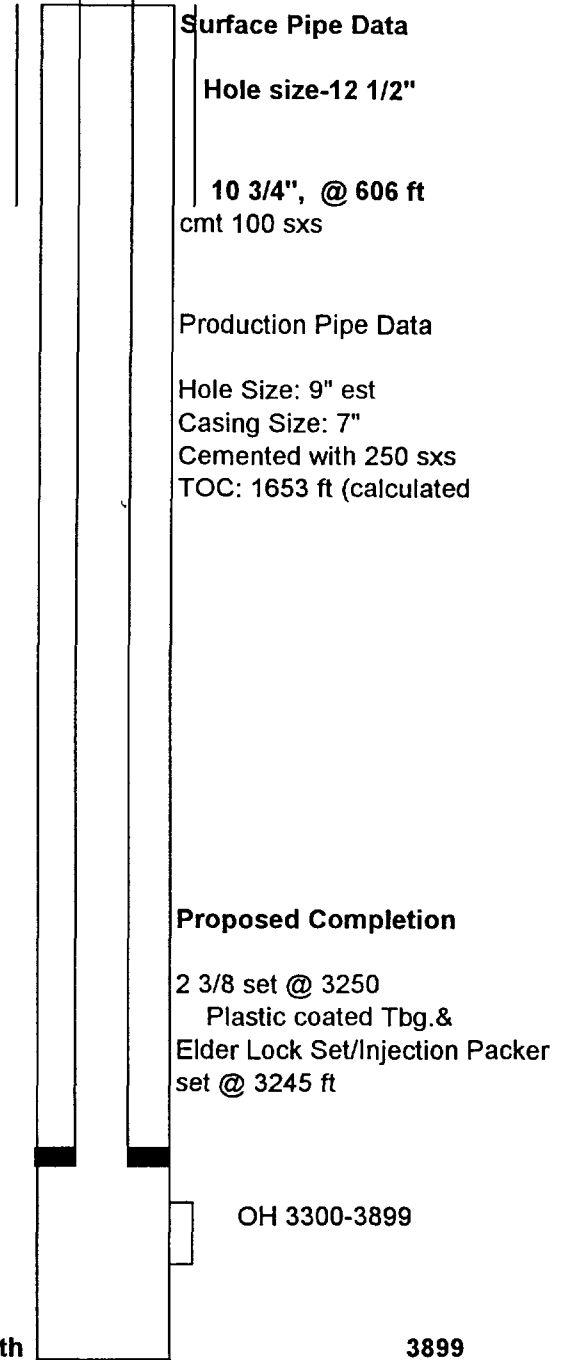 Surface Pipe Data
Hole size-12 1/2"
10 3/4", @ 606 ft
cmt 100 sxs
Production Pipe Data
Hole Size: 9" est
Casing Size: 7"
Cemented with 250 sxs
TOC: 1653 ft (calculated
Proposed Completion
2 3/8 set @ 3250
Plastic coated Tbg.&
Elder Lock Set/Injection Packer
set @ 3245 ft
OH 3300-3899
th 3899